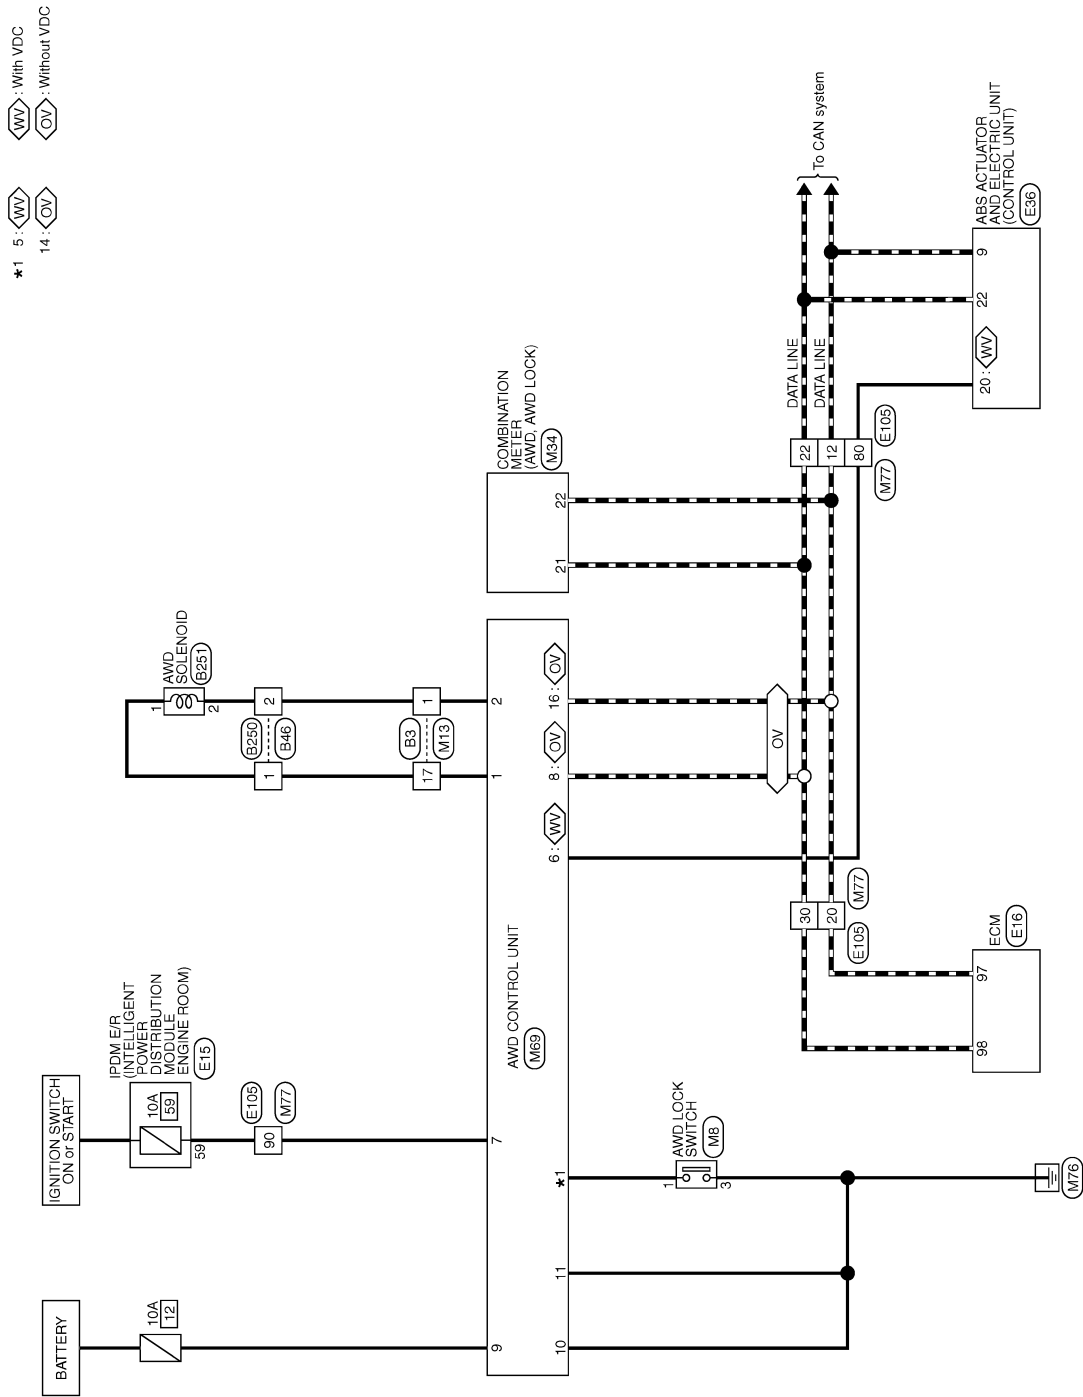 *1 5 : WV
14 : OV
WV : With VDC
OV : Without VDC
BATTERY
10A
12
9
IGNITION SWITCH
ON or START
IPDM E/R
(INTELLIGENT
POWER
DISTRIBUTION
MODULE
ENGINE ROOM)
E15
10A
59
59
E105
90
M77
7
AWD
SOLENOID
B251
1
2
B250
1
2
B46
B3
17
1
M13
1
2
AWD CONTROL UNIT
M69
10
11
*1
6 : WV
8 : OV
16 : OV
COMBINATION
METER
(AWD, AWD LOCK)
M34
21
22
AWD LOCK
SWITCH
M8
1
3
M76
OV
M77
30
20
E105
ECM
E16
98
97
DATA LINE
DATA LINE
22
12
80
E105
M77
To CAN system
ABS ACTUATOR
AND ELECTRIC UNIT
(CONTROL UNIT)
E36
20 : WV
22
9